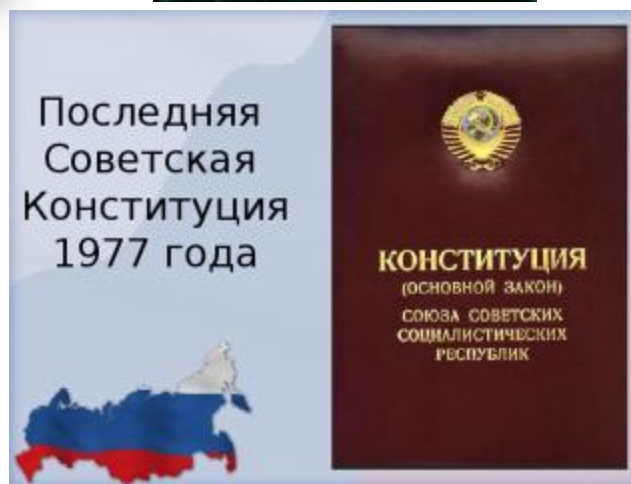 Последняя
Советская
Конституция
1977 года
КОНСТИТУЦИЯ
(ОСНОВНОЙ ЗАКОН)
СОЮЗА СОВЕТСКИХ
СОЦИАЛИСТИЧЕСКИХ
РЕСПУБЛИК